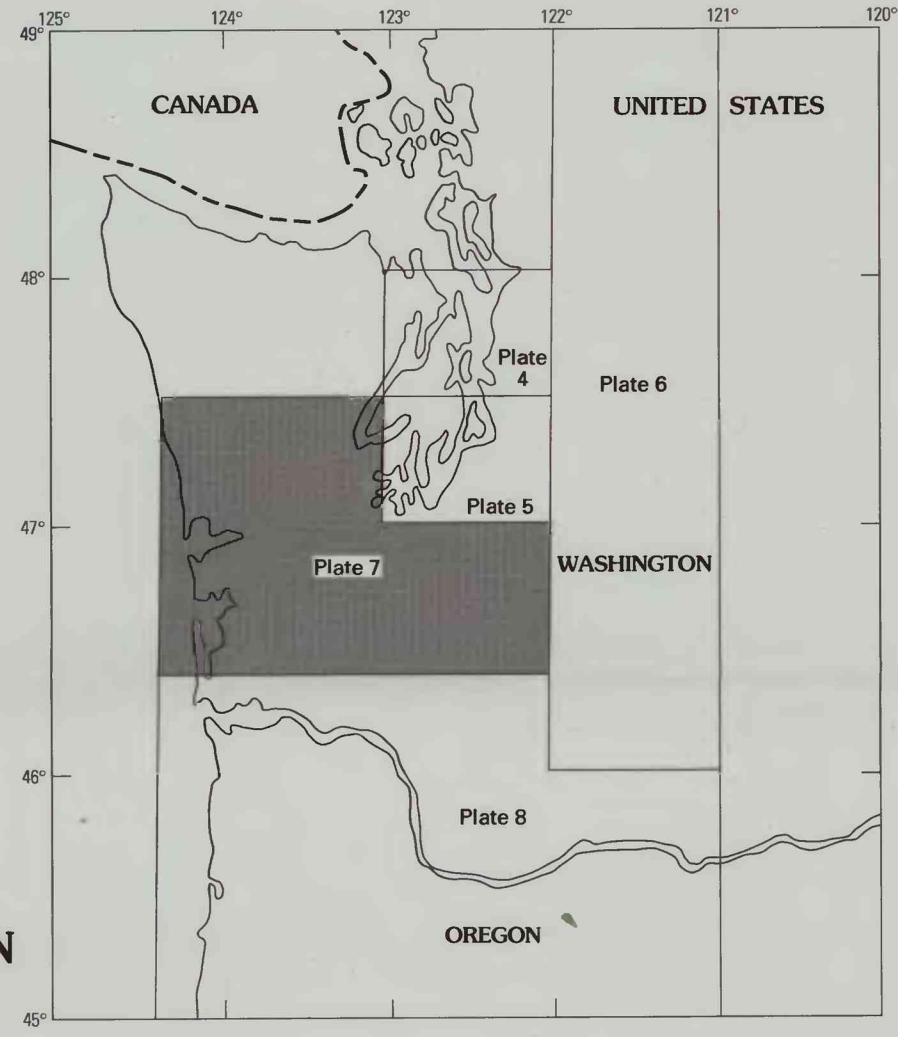 125° 124° 123° 122° 121° 120°
49°
CANADA UNITED STATES
48°
Plate
4
Plate 6
Plate 5
47°
Plate 7 WASHINGTON
46°
Plate 8
N
OREGON
45°